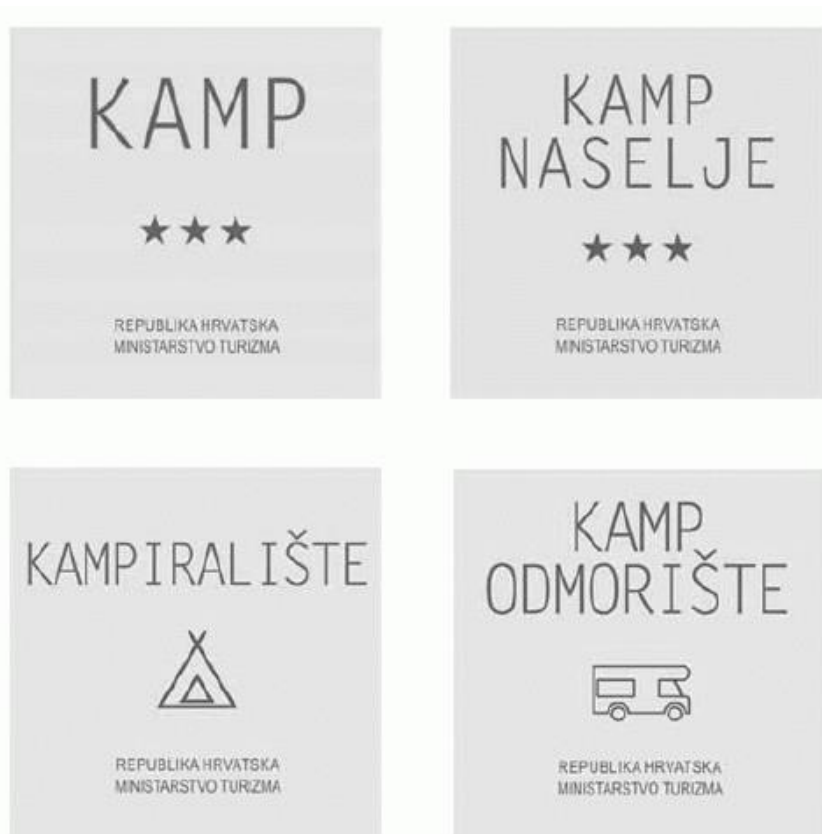 KAMP
★★★
REPUBLIKA HRVATSKA
MINISTARSTVO TURIZMA
KAMP
NASELJE
★★★
REPUBLIKA HRVATSKA
MINISTARSTVO TURIZMA
KAMPIRALIŠTE
REPUBLIKA HRVATSKA
MINISTARSTVO TURIZMA
KAMP
ODMORIŠTE
REPUBLIKA HRVATSKA
MINISTARSTVO TURIZMA